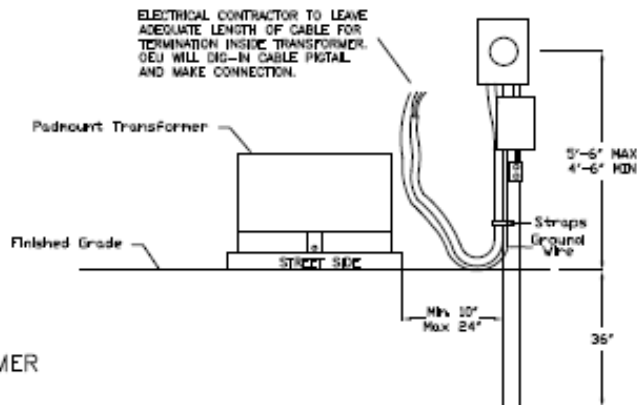 ELECTRICAL CONTRACTOR TO LEAVE
ADEQUATE LENGTH OF CABLE FOR
TERMINATION INSIDE TRANSFORMER.
OEU WILL DIG-IN CABLE PIGTAIL
AND MAKE CONNECTION.
Padmount Transformer
5'-6" MAX
4'-6" MIN
Straps
Ground
Wire
Finished Grade
STREET SIDE
Min 10"
Max 24"
36"
MER